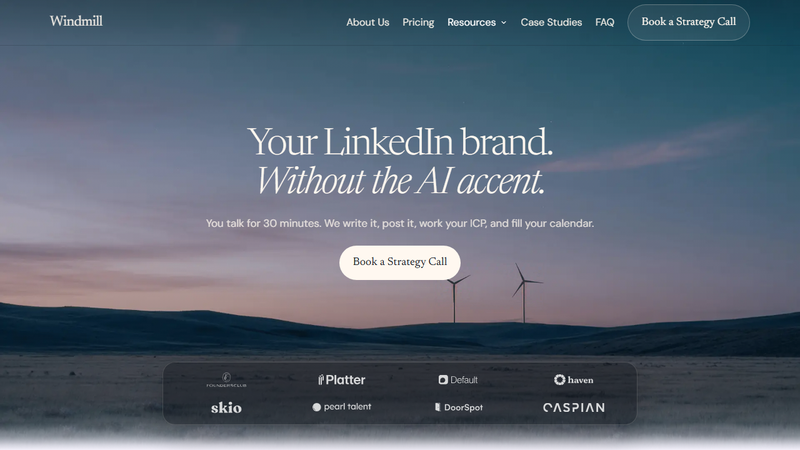 Windmill
About Us Pricing Resources Case Studies FAQ Book a Strategy Call
Your LinkedIn brand.
Without the AI accent.
You talk for 30 minutes. We write it, post it, work your ICP, and fill your calendar.
Book a Strategy Call
FOUNDERSCLUB Platter Default haven
skio pearl talent DoorSpot CASPIAN